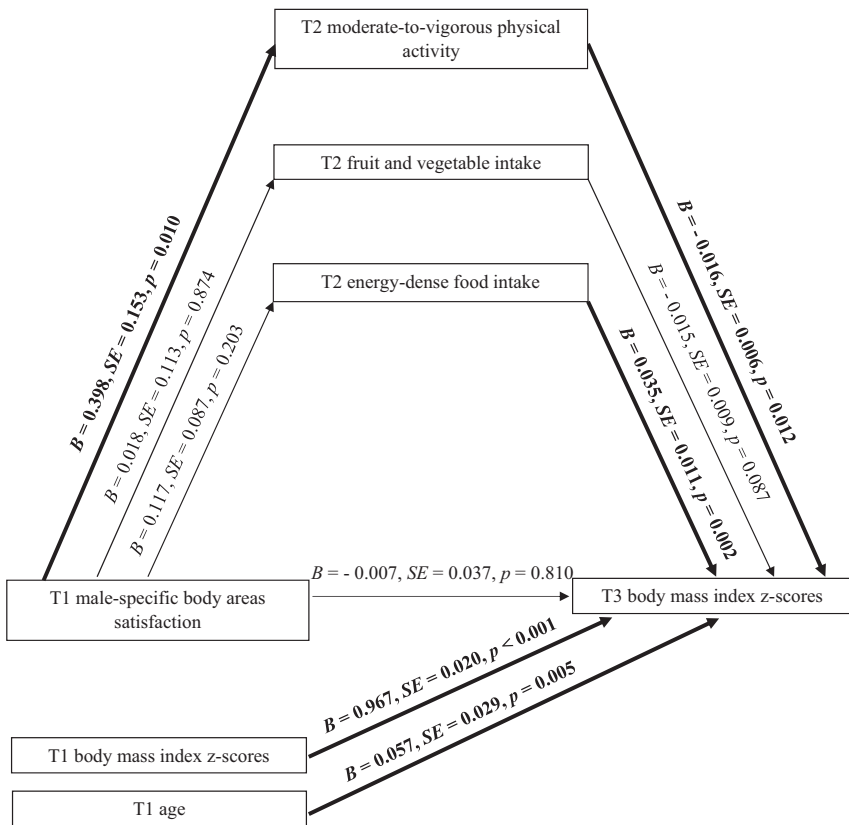 T2 moderate-to-vigorous physical
activity
T2 fruit and vegetable intake
T2 energy-dense food intake
B = 0.398, SE = 0.153, p = 0.010
B = 0.018, SE = 0.113, p = 0.874
B = 0.117, SE = 0.087, p = 0.203
B = - 0.016, SE = 0.006, p = 0.012
B = - 0.015, SE = 0.009, p = 0.087
B = 0.035, SE = 0.011, p = 0.002
B = - 0.007, SE = 0.037, p = 0.810
T1 male-specific body areas
satisfaction
T3 body mass index z-scores
B = 0.967, SE = 0.020, p < 0.001
B = 0.057, SE = 0.029, p = 0.005
T1 body mass index z-scores
T1 age